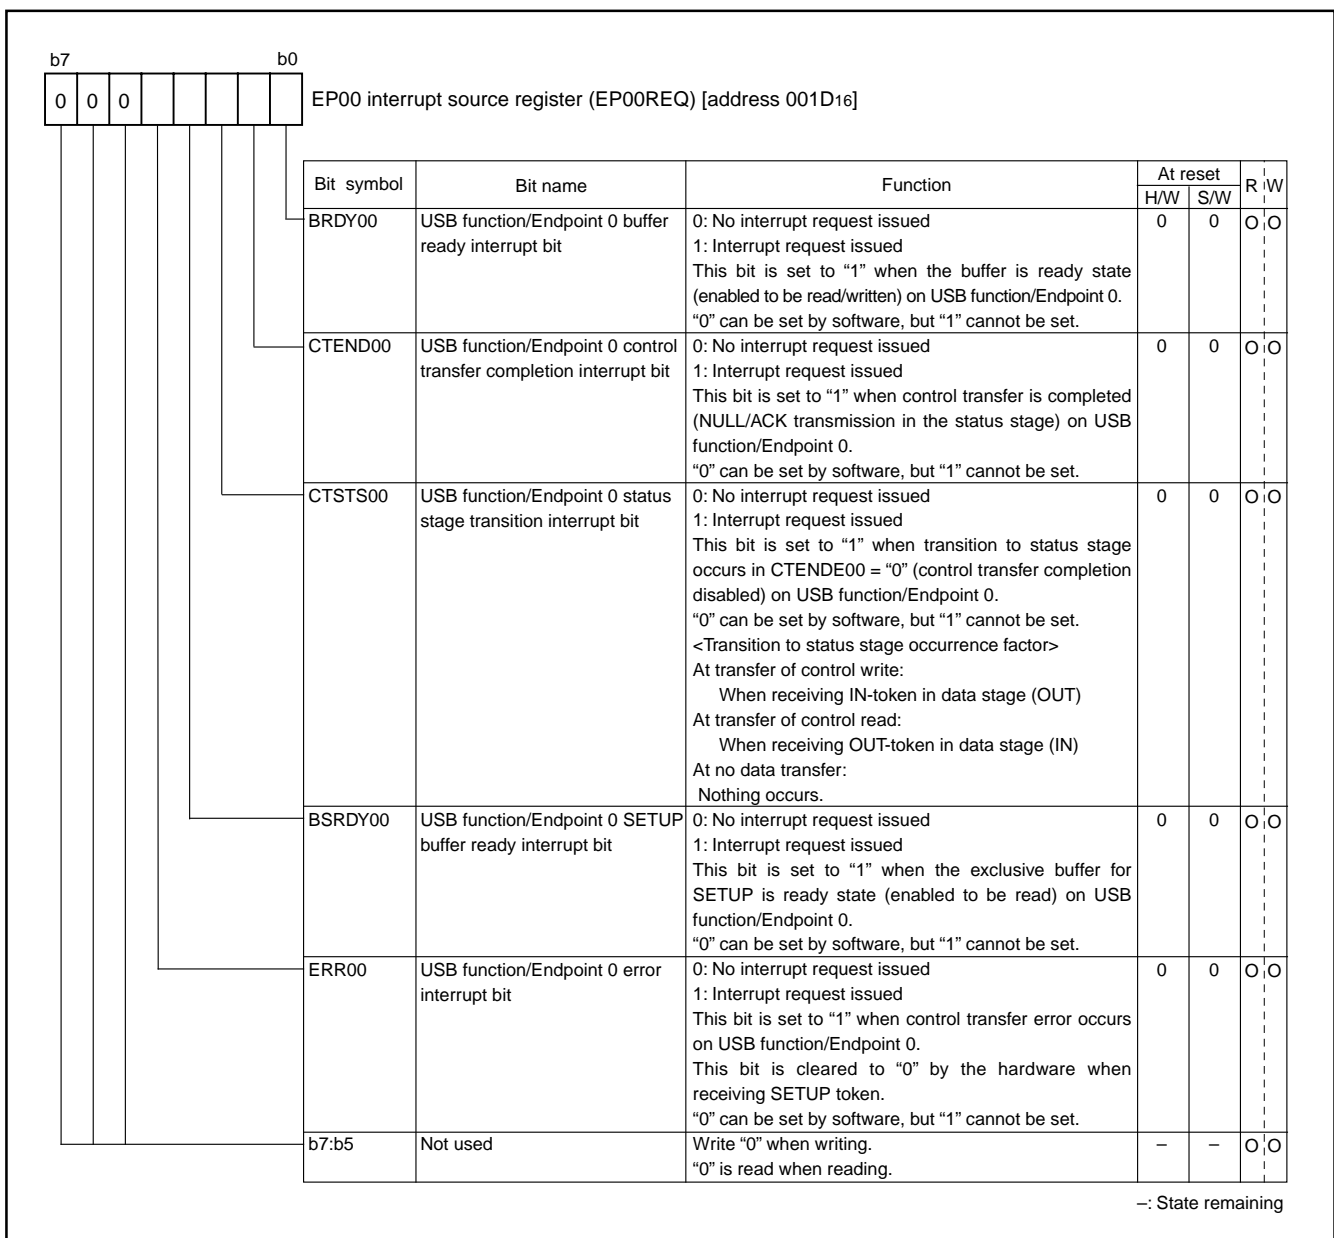 b7 b0
0 0 0 EP00 interrupt source register (EP00REQ) [address 001D16]
Bit symbol Bit name Function At reset R W
H/W S/W
BRDY00 USB function/Endpoint 0 buffer 0: No interrupt request issued 0 0 O O
ready interrupt bit 1: Interrupt request issued
This bit is set to “1” when the buffer is ready state
(enabled to be read/written) on USB function/Endpoint 0.
“0” can be set by software, but “1” cannot be set.
CTEND00 USB function/Endpoint 0 control 0: No interrupt request issued 0 0 O O
transfer completion interrupt bit 1: Interrupt request issued
This bit is set to “1” when control transfer is completed
(NULL/ACK transmission in the status stage) on USB
function/Endpoint 0.
“0” can be set by software, but “1” cannot be set.
CTSTS00 USB function/Endpoint 0 status 0: No interrupt request issued 0 0 O O
stage transition interrupt bit 1: Interrupt request issued
This bit is set to “1” when transition to status stage
occurs in CTENDE00 = “0” (control transfer completion
disabled) on USB function/Endpoint 0.
“0” can be set by software, but “1” cannot be set.
<Transition to status stage occurrence factor>
At transfer of control write:
When receiving IN-token in data stage (OUT)
At transfer of control read:
When receiving OUT-token in data stage (IN)
At no data transfer:
Nothing occurs.
BSRDY00 USB function/Endpoint 0 SETUP 0: No interrupt request issued 0 0 O O
buffer ready interrupt bit 1: Interrupt request issued
This bit is set to “1” when the exclusive buffer for
SETUP is ready state (enabled to be read) on USB
function/Endpoint 0.
“0” can be set by software, but “1” cannot be set.
ERR00 USB function/Endpoint 0 error 0: No interrupt request issued 0 0 O O
interrupt bit 1: Interrupt request issued
This bit is set to “1” when control transfer error occurs
on USB function/Endpoint 0.
This bit is cleared to “0” by the hardware when
receiving SETUP token.
“0” can be set by software, but “1” cannot be set.
b7:b5 Not used Write “0” when writing. – – O O
“0” is read when reading.
–: State remaining